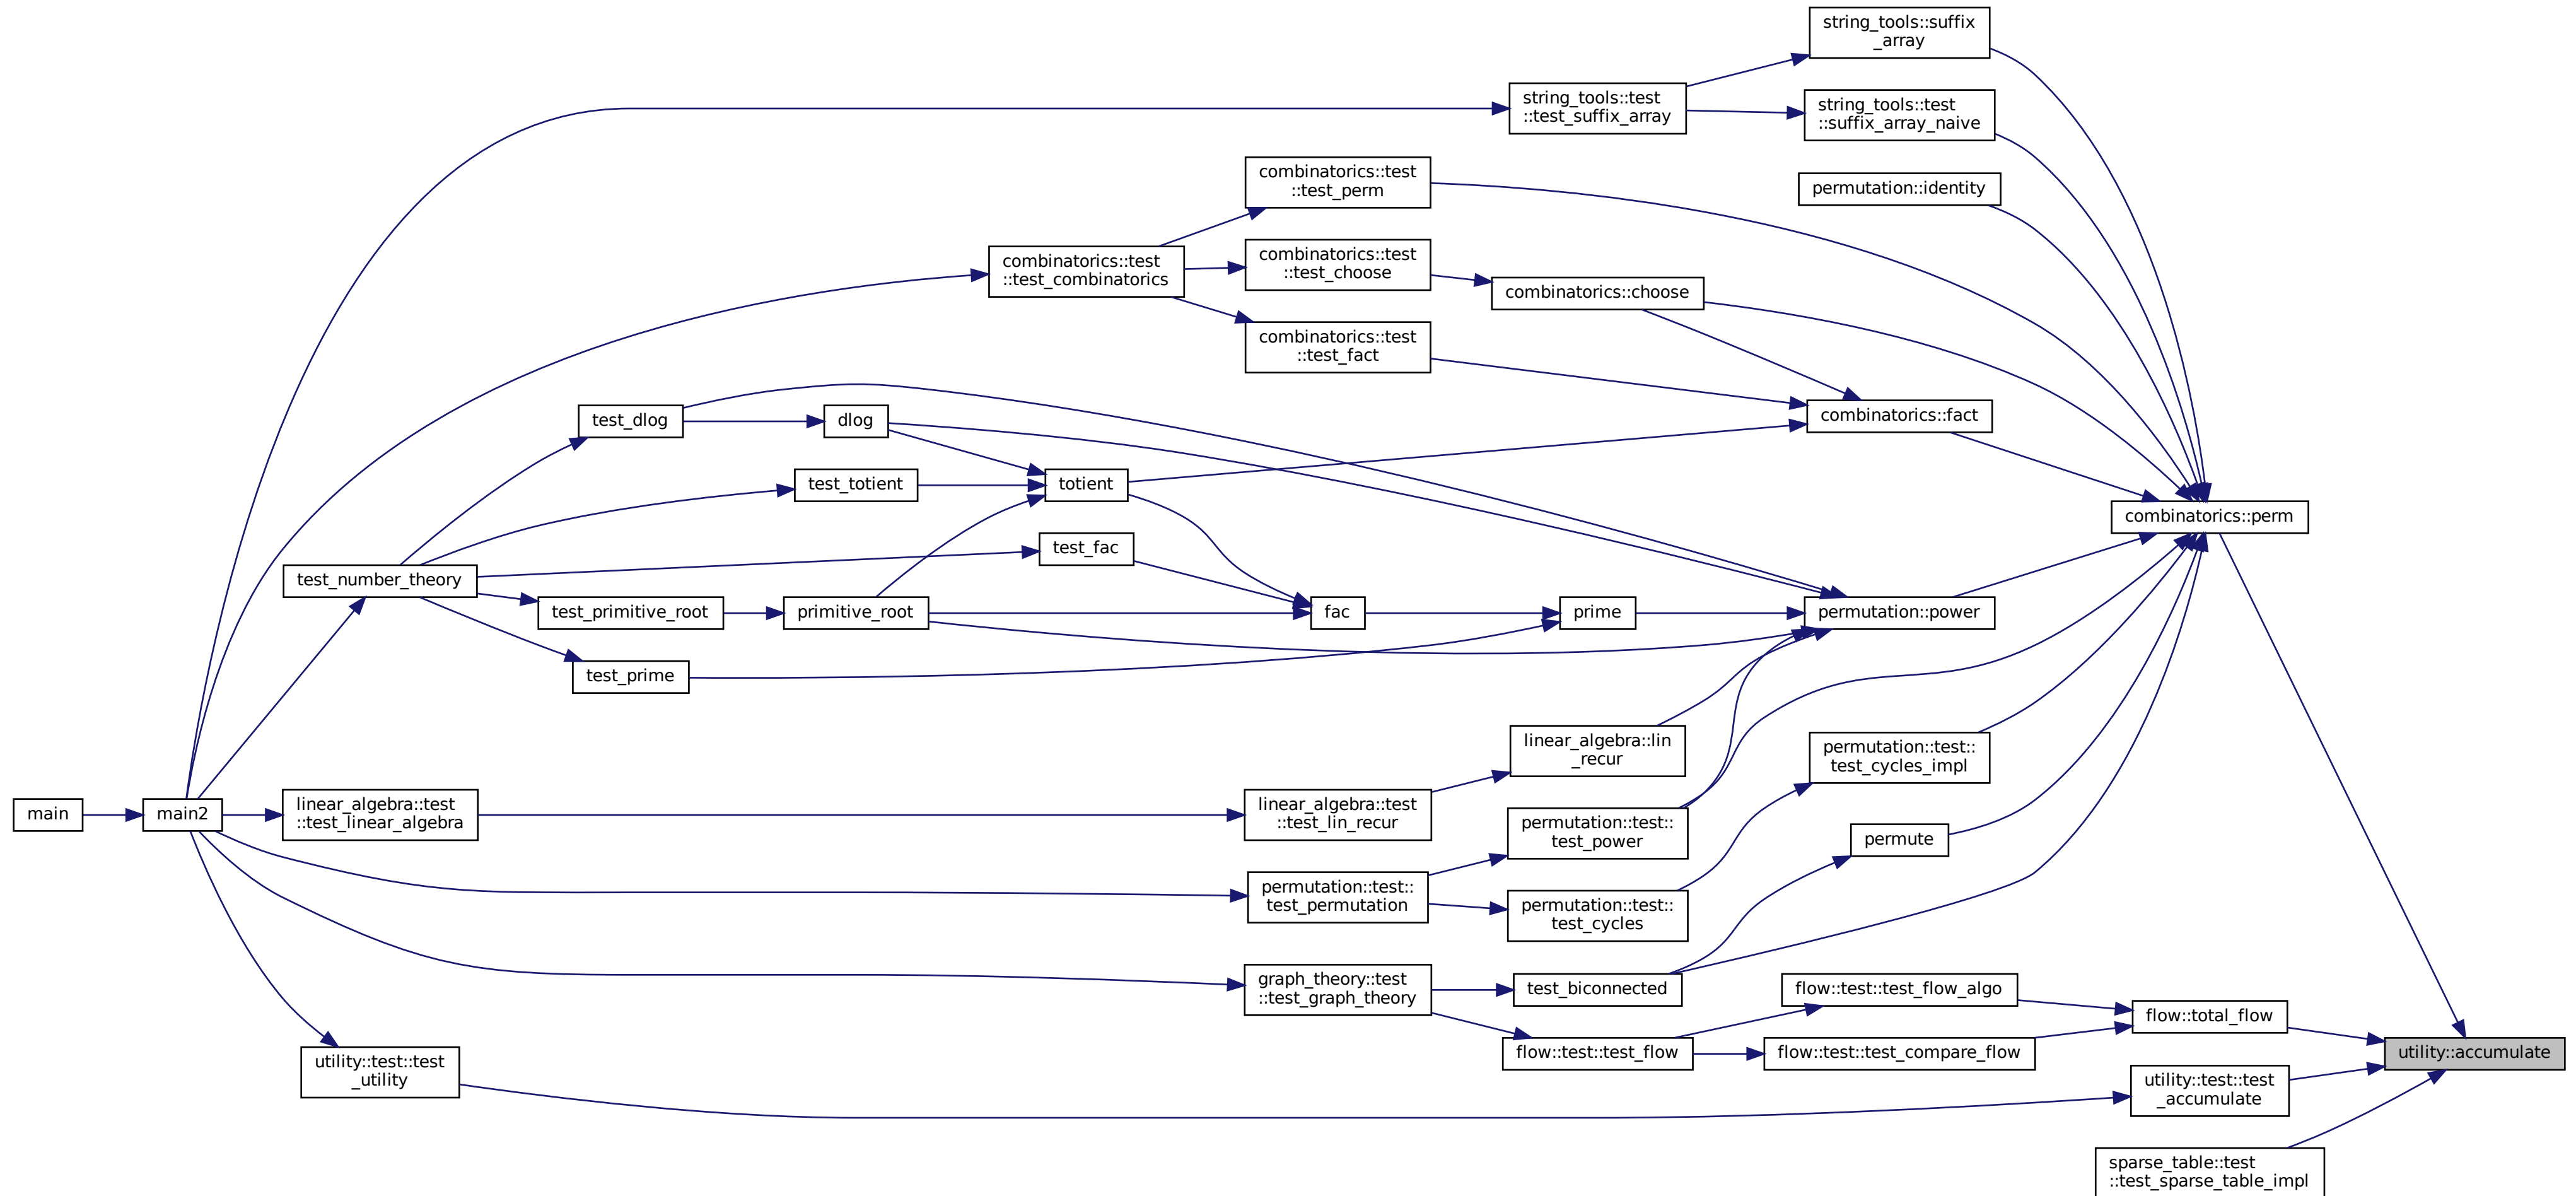 string_tools::suffix
_array
string_tools::test
::test_suffix_array
string_tools::test
::suffix_array_naive
combinatorics::test
::test_perm
permutation::identity
combinatorics::test
::test_combinatorics
combinatorics::test
::test_choose
combinatorics::choose
combinatorics::test
::test_fact
test_dlog
dlog
combinatorics::fact
test_totient
totient
combinatorics::perm
test_fac
test_number_theory
test_primitive_root
primitive_root
fac
prime
permutation::power
test_prime
linear_algebra::lin
_recur
permutation::test::
test_cycles_impl
main
main2
linear_algebra::test
::test_linear_algebra
linear_algebra::test
::test_lin_recur
permutation::test::
test_power
permute
permutation::test::
test_permutation
permutation::test::
test_cycles
graph_theory::test
::test_graph_theory
test_biconnected
flow::test::test_flow_algo
flow::total_flow
flow::test::test_flow
flow::test::test_compare_flow
utility::accumulate
utility::test::test
_utility
utility::test::test
_accumulate
sparse_table::test
::test_sparse_table_impl